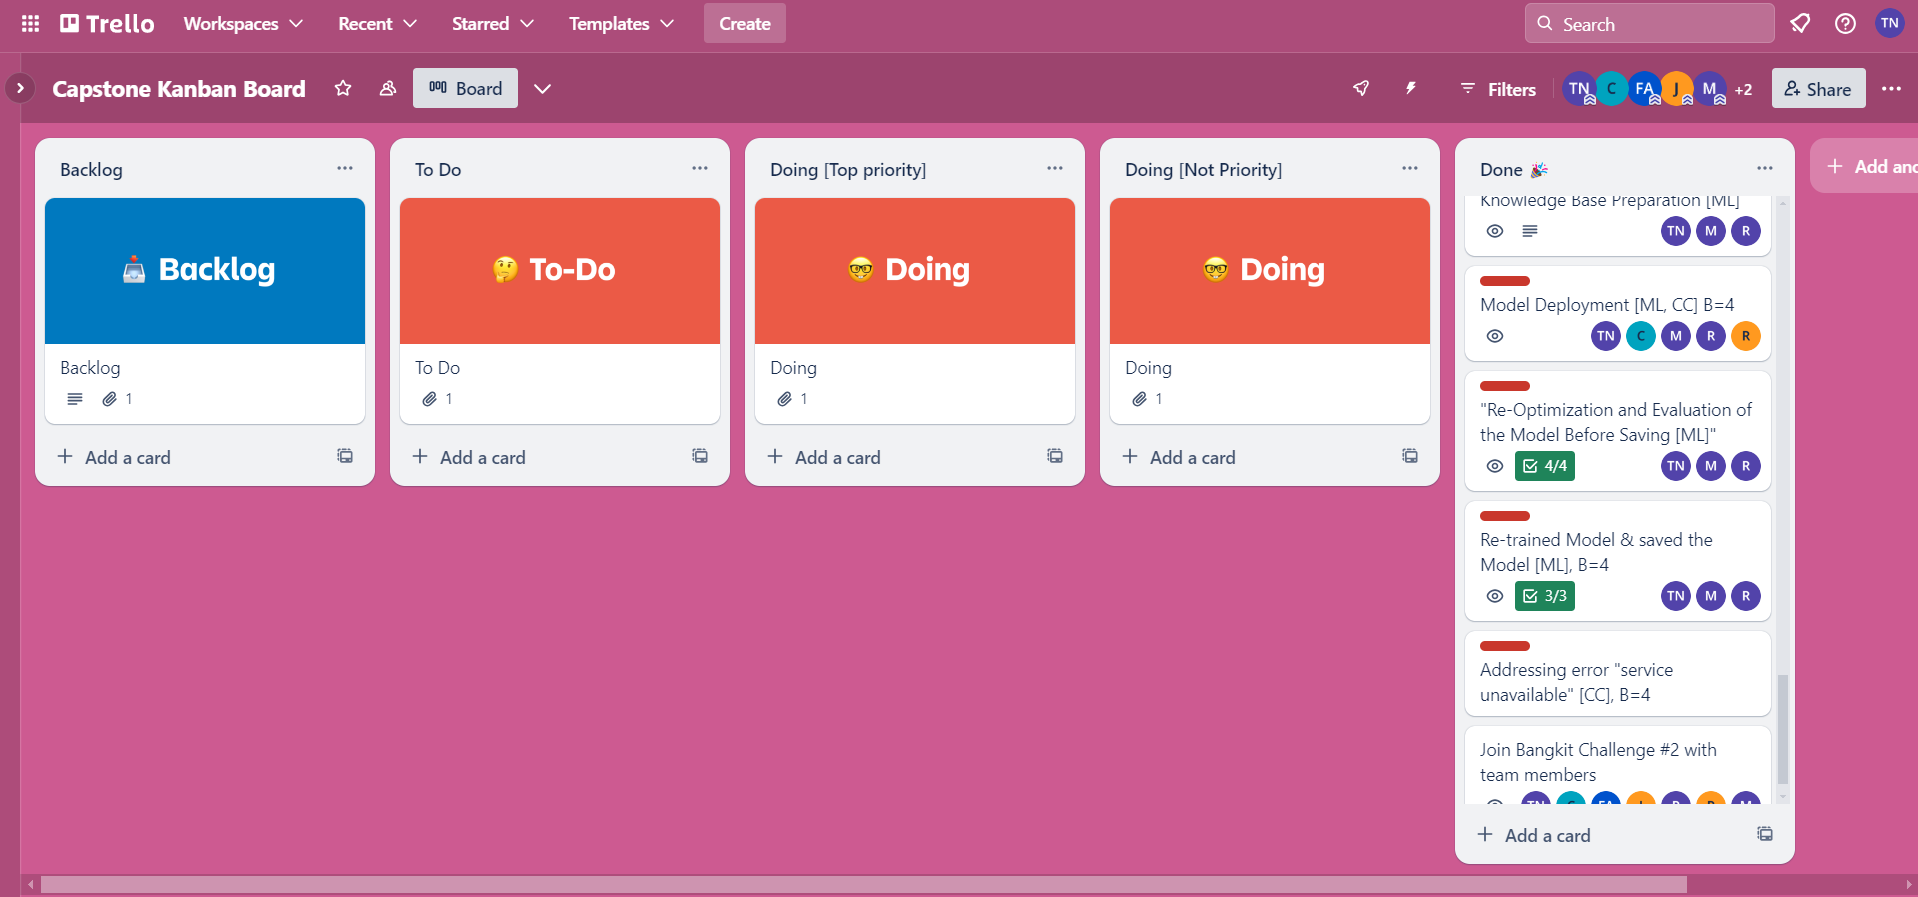 Trello
Workspaces
Recent
Starred
Templates
Create
Search
TN
Capstone Kanban Board
Board
Filters
TN
C
FA
J
M
+2
Share
Backlog
Backlog
Backlog
1
Add a card
To Do
To-Do
To Do
1
Add a card
Doing [Top priority]
Doing
Doing
1
Add a card
Doing [Not Priority]
Doing
Doing
1
Add a card
Done
Knowledge Base Preparation [ML]
TN M R
Model Deployment [ML, CC] B=4
TN C M R R
"Re-Optimization and Evaluation of
the Model Before Saving [ML]"
4/4
TN M R
Re-trained Model & saved the
Model [ML], B=4
3/3
TN M R
Addressing error "service
unavailable" [CC], B=4
Join Bangkit Challenge #2 with
team members
TN C FA J R R M
Add a card
Add